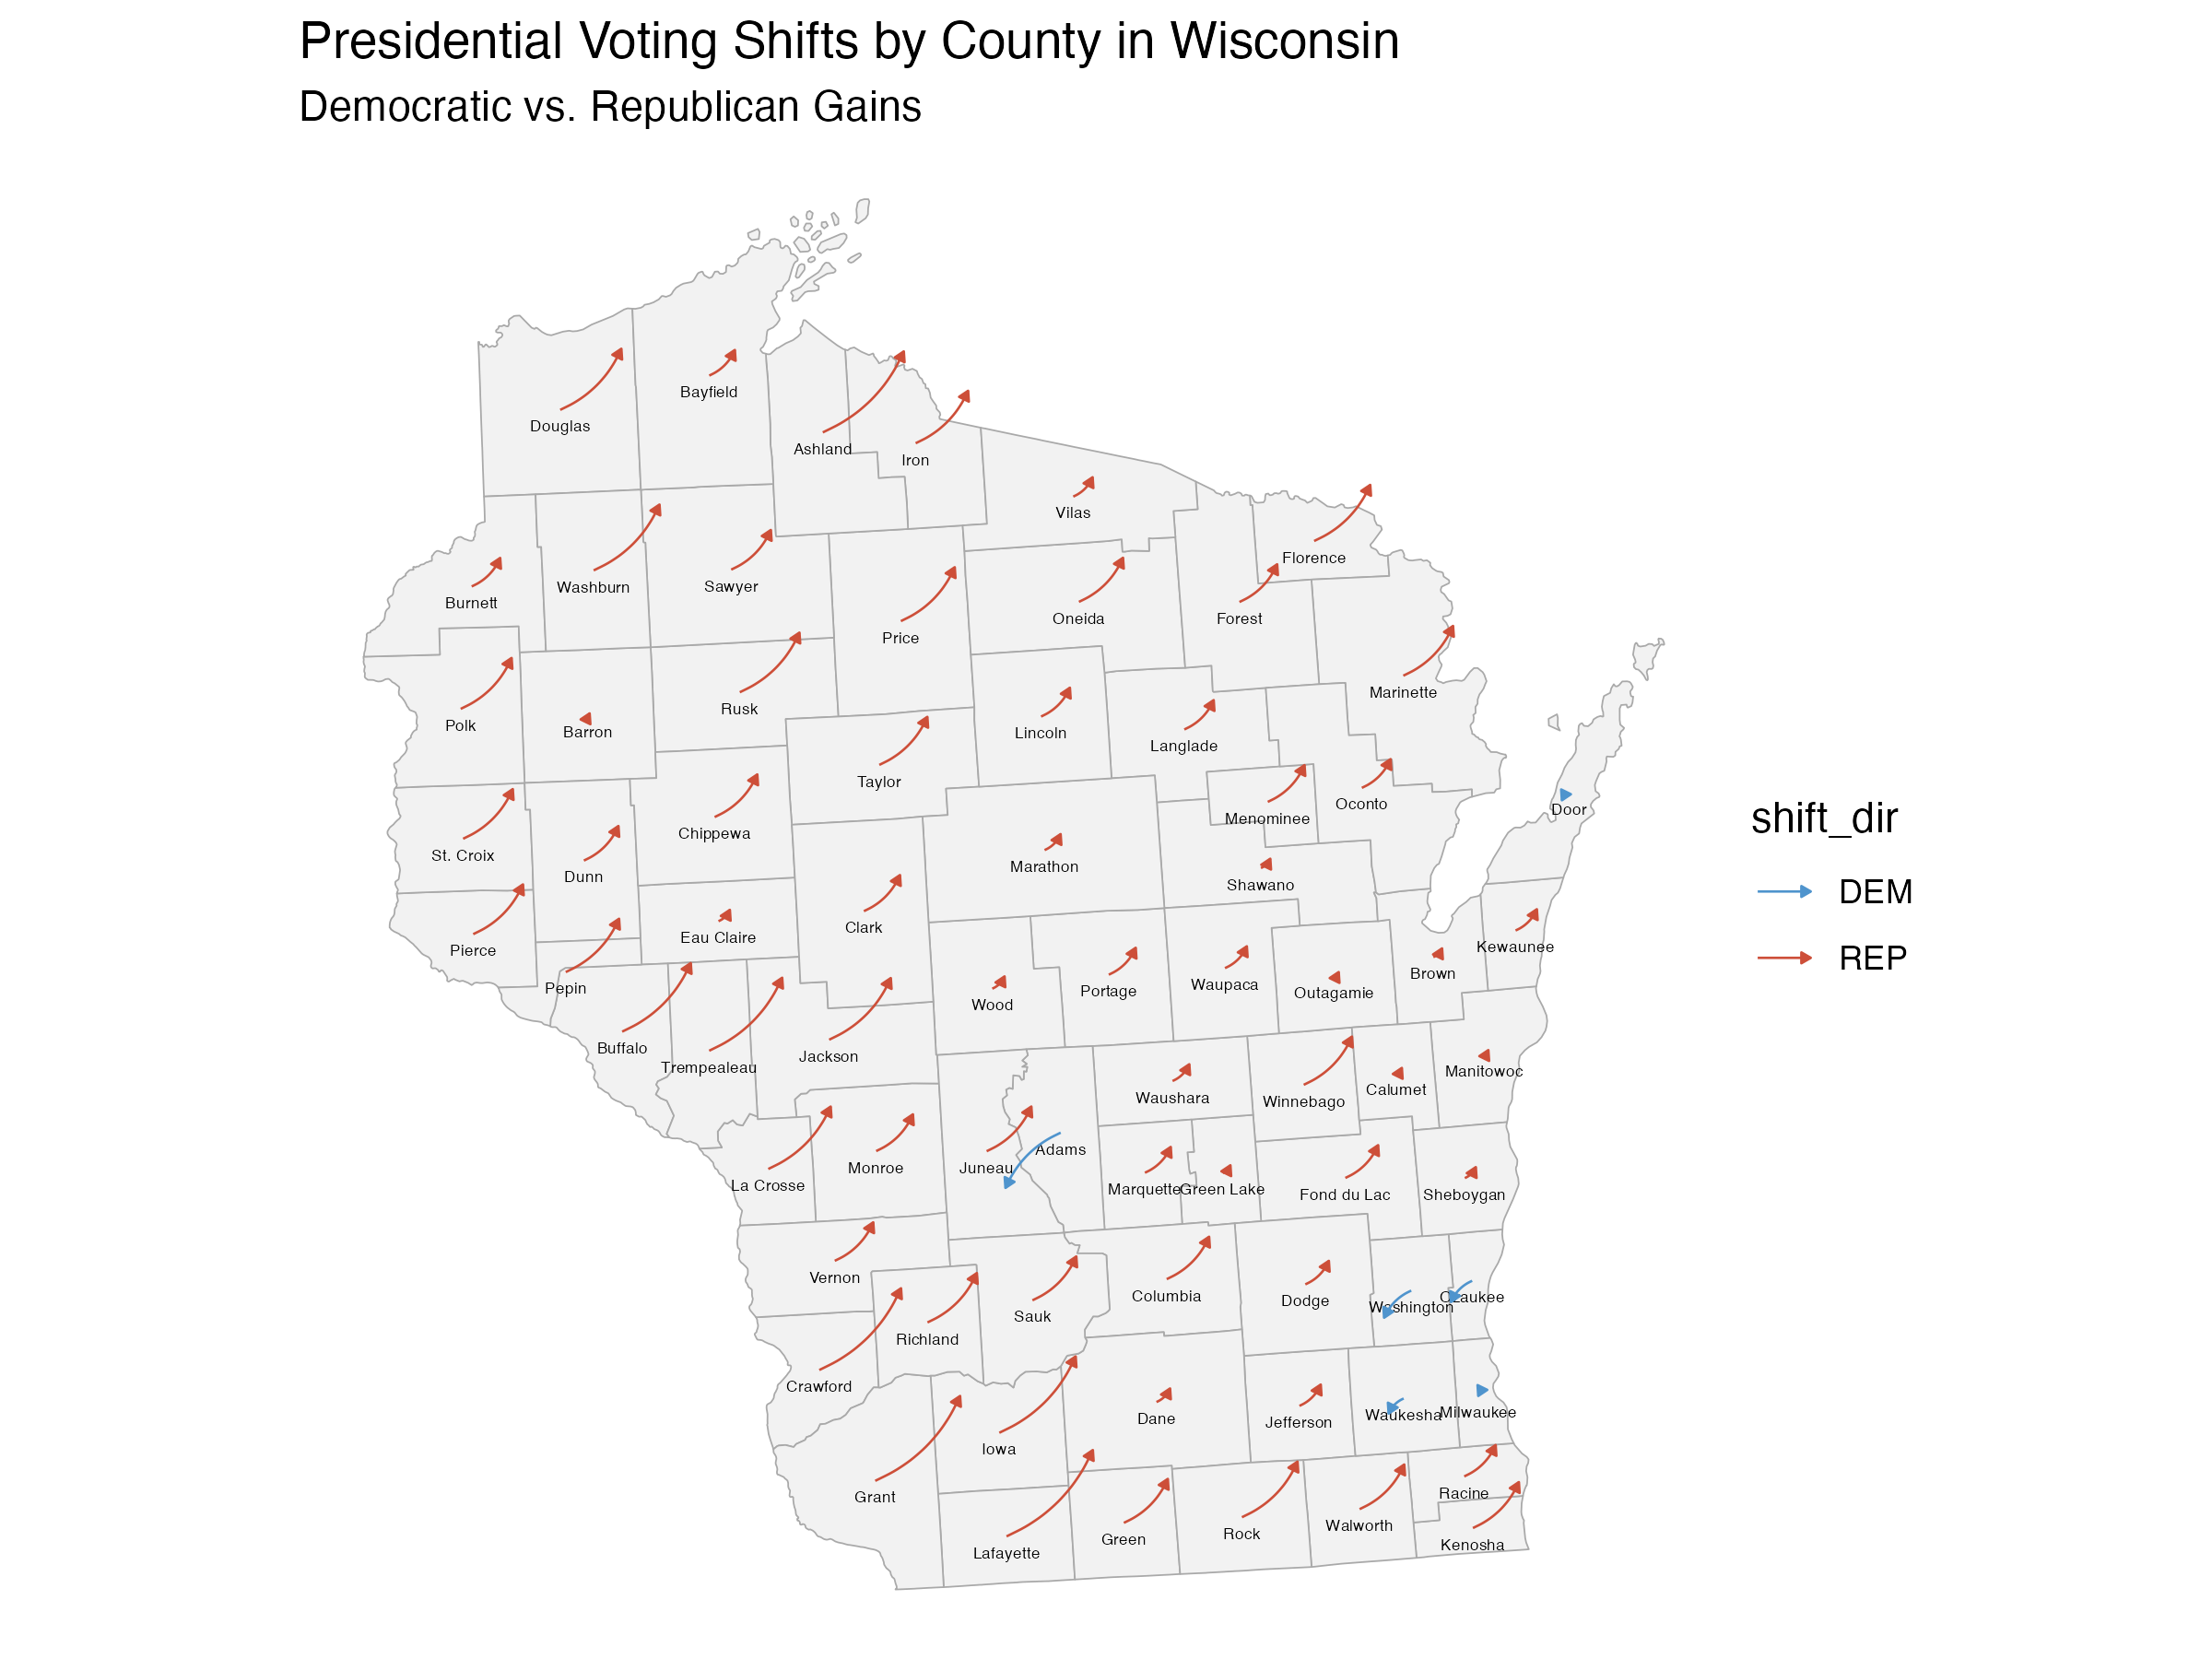 Presidential Voting Shifts by County in Wisconsin
Democratic vs. Republican Gains
Bayfield
Douglas
Ashland
Iron
Vilas
Florence
Washburn
Sawyer
Burnett
Oneida
Forest
Price
Marinette
Rusk
Polk
Barron
Lincoln
Langlade
Taylor
Oconto
Door
Menominee
Chippewa
St. Croix
Marathon
Dunn
Shawano
Clark
Eau Claire
Kewaunee
Pierce
Brown
Waupaca
Pepin
Portage
Outagamie
Wood
Buffalo
Jackson
Trempealeau
Manitowoc
Calumet
Waushara
Winnebago
Adams
Monroe
Juneau
La Crosse
Marquette
Green Lake
Fond du Lac
Sheboygan
Vernon
Columbia
Ozaukee
Dodge
Washington
Sauk
Richland
Crawford
Milwaukee
Waukesha
Dane
Jefferson
Iowa
Racine
Grant
Walworth
Rock
Green
Kenosha
Lafayette
shift_dir
DEM
REP